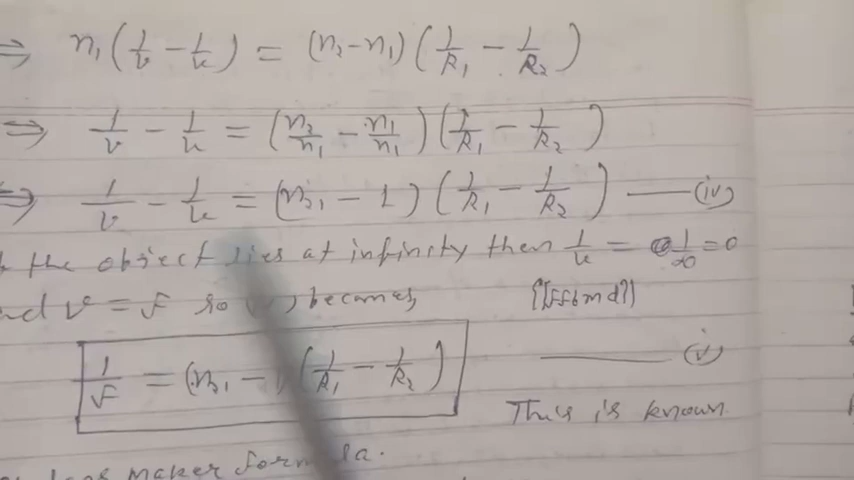 ⇒ n₁(1/v − 1/u) = (n₂−n₁)(1/R₁ − 1/R₂)
⇒ 1/v − 1/u = (n₂/n₁ − n₁/n₁)(1/R₁ − 1/R₂)
⇒ 1/v − 1/u = (n₂₁ − 1)(1/R₁ − 1/R₂) —— (iv)
the object lies at infinity then 1/u = 1/∞ = 0
v = f so becomes
1/f = (n₂₁ − 1)(1/R₁ − 1/R₂) —— (v)
This is known
maker formula.